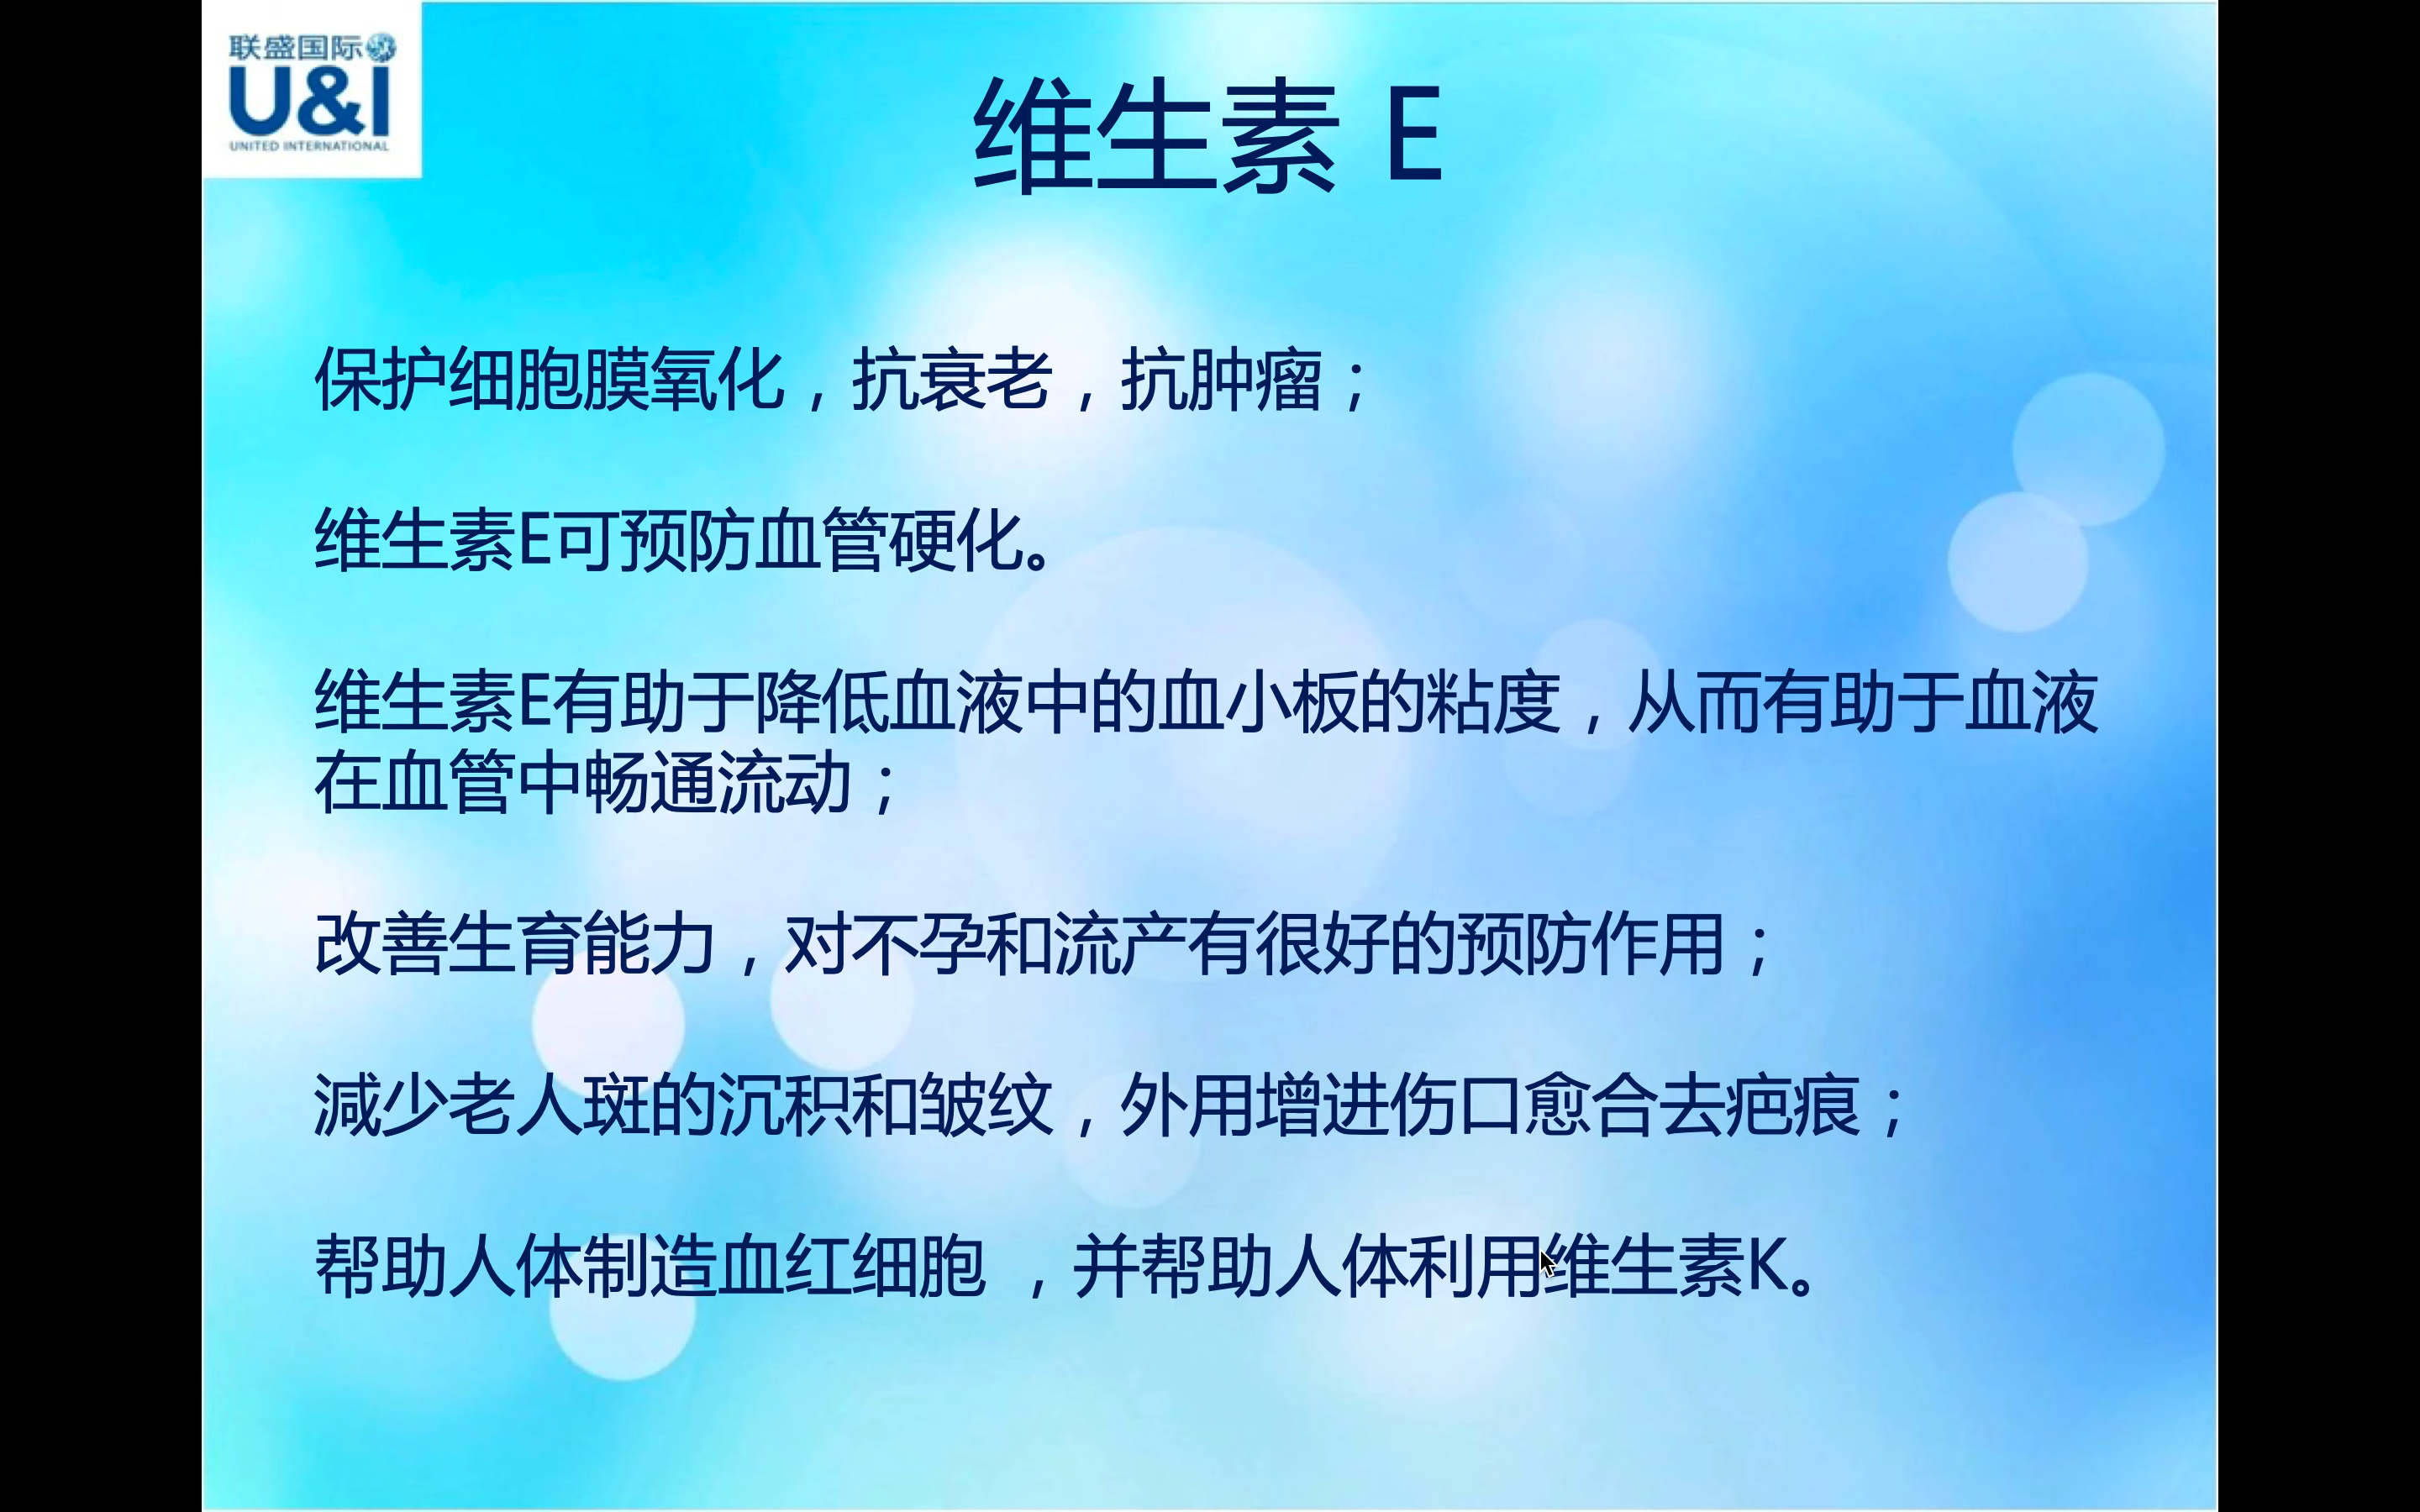 联盛国际
U&I
UNITED INTERNATIONAL
维生素 E
保护细胞膜氧化，抗衰老，抗肿瘤；
维生素E可预防血管硬化。
维生素E有助于降低血液中的血小板的粘度，从而有助于血液
在血管中畅通流动；
改善生育能力，对不孕和流产有很好的预防作用；
減少老人斑的沉积和皱纹，外用增进伤口愈合去疤痕；
帮助人体制造血红细胞 ，并帮助人体利用维生素K。